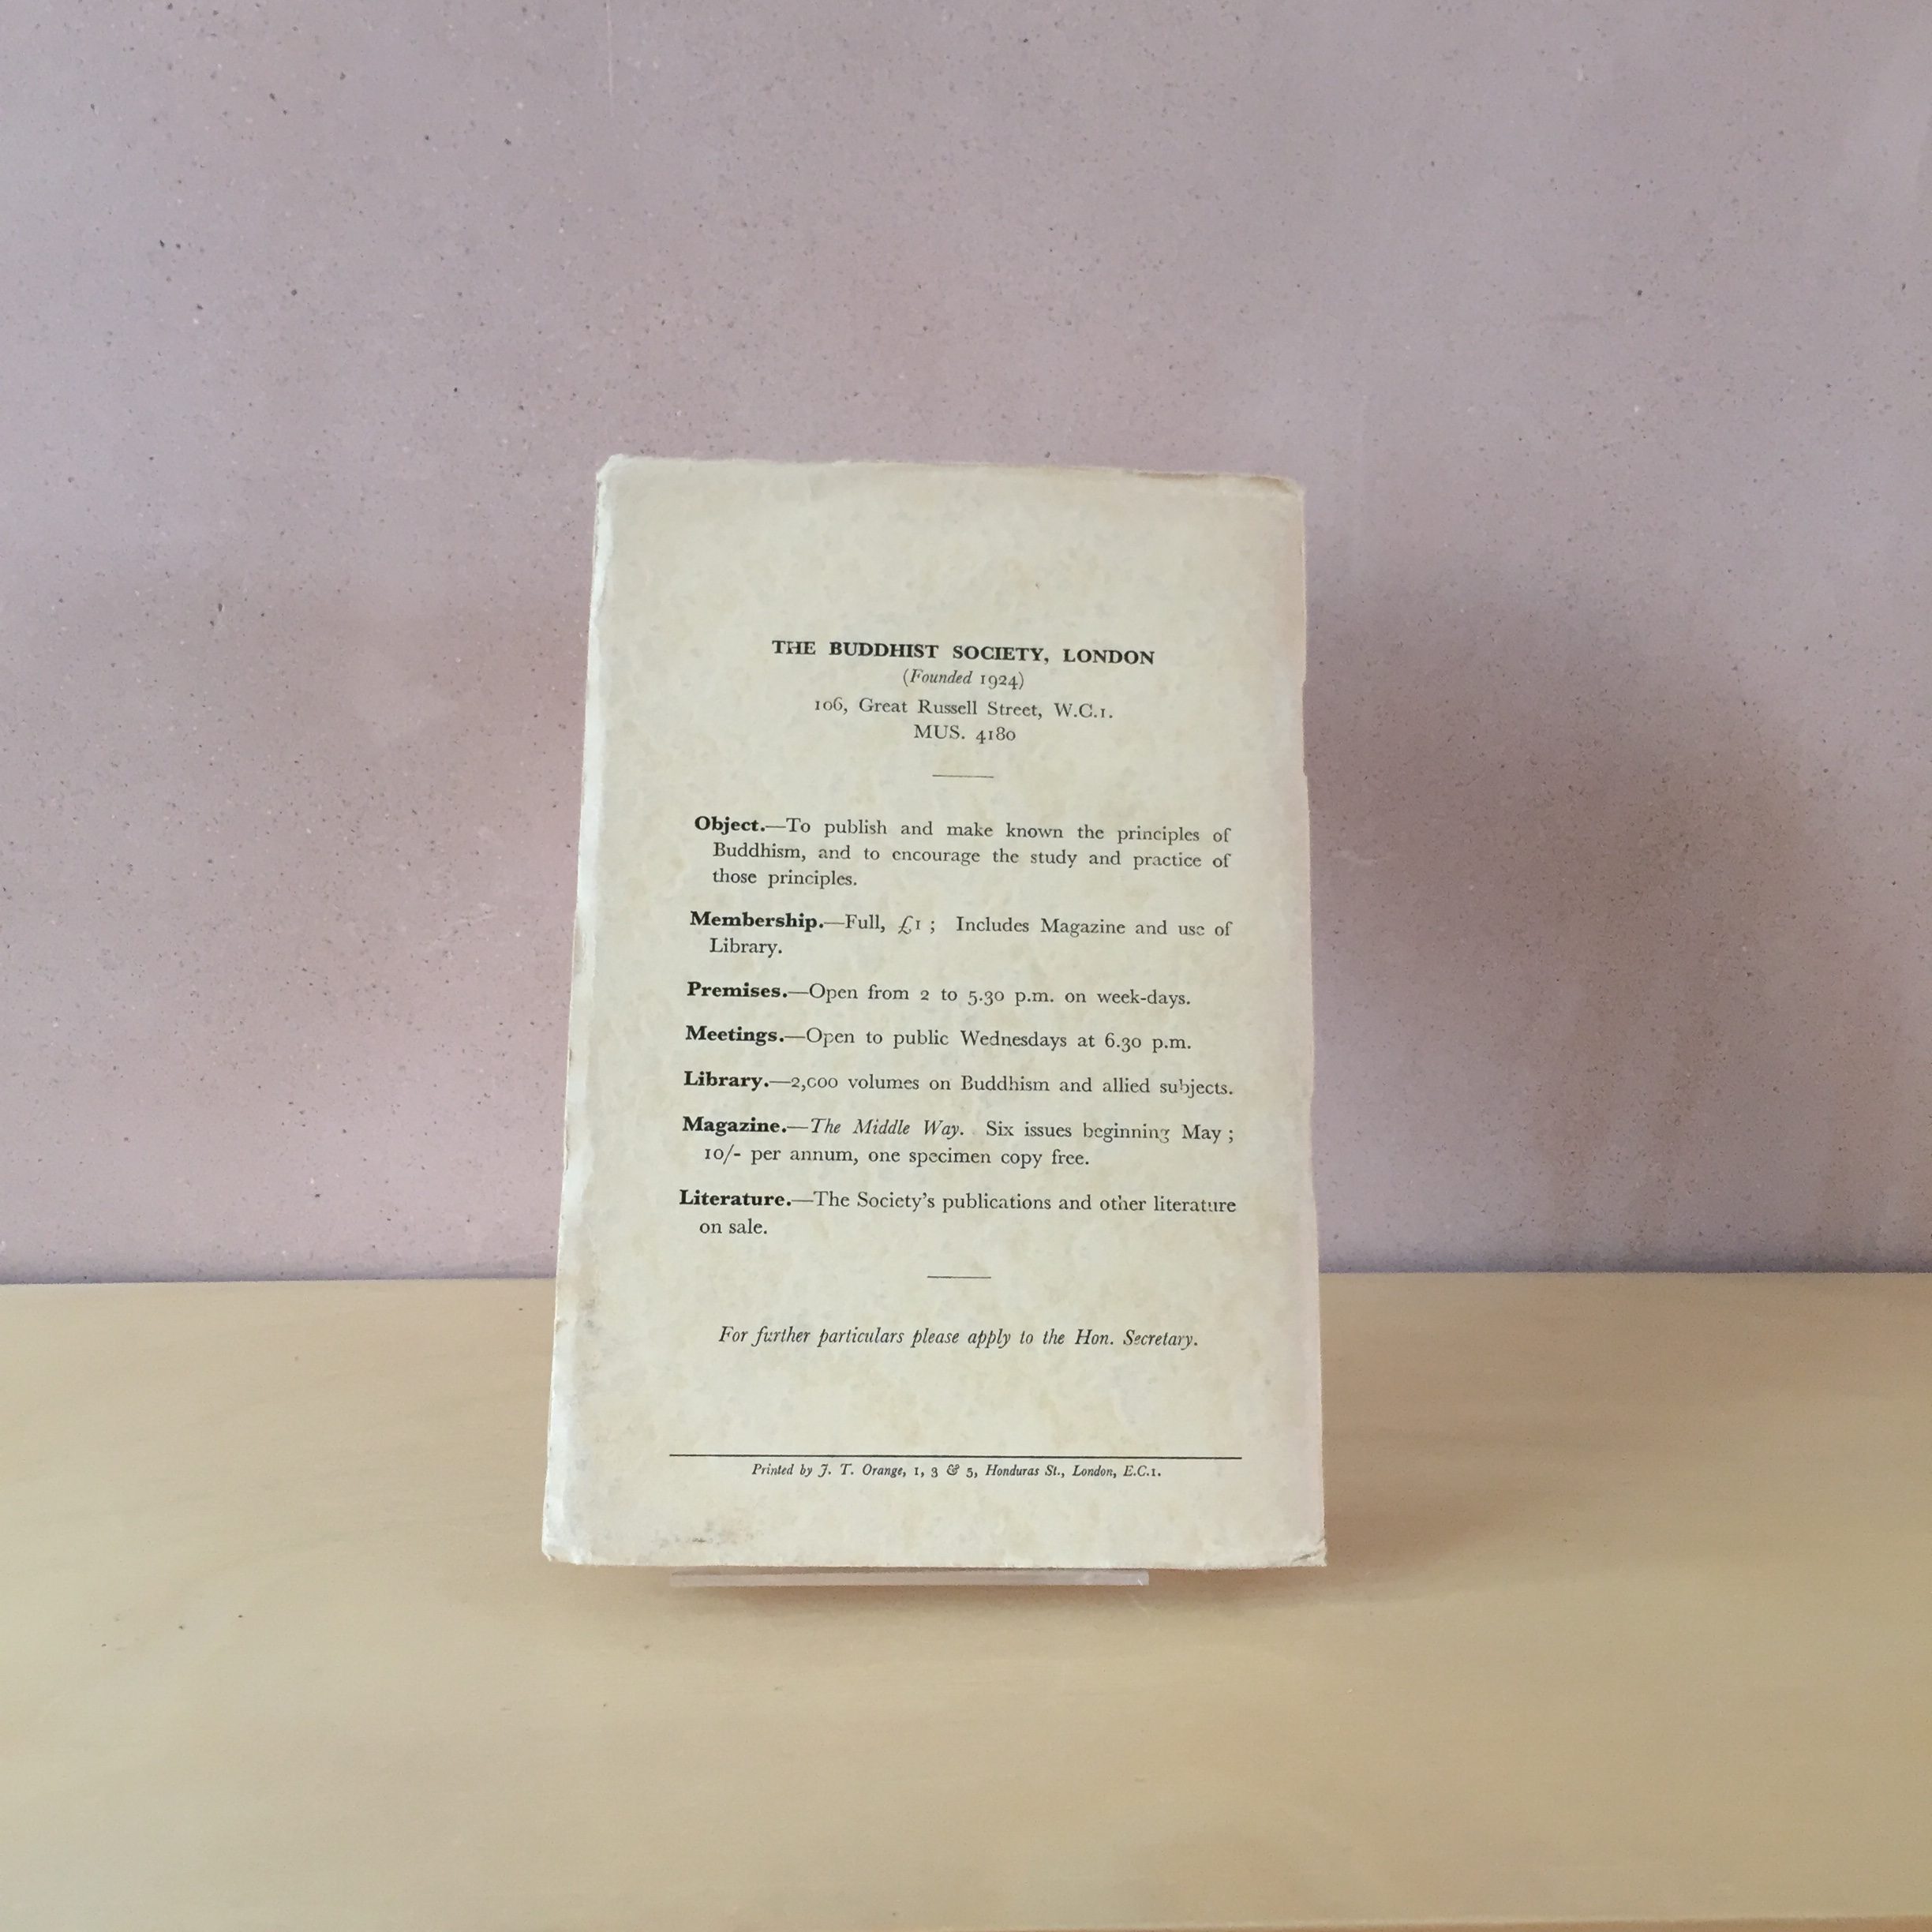 THE BUDDHIST SOCIETY, LONDON
(Founded 1924)
106, Great Russell Street, W.C.1.
MUS. 4180
Object.—To publish and make known the principles of
Buddhism, and to encourage the study and practice of
those principles.
Membership.—Full, £1 ; Includes Magazine and use of
Library.
Premises.—Open from 2 to 5.30 p.m. on week-days.
Meetings.—Open to public Wednesdays at 6.30 p.m.
Library.—2,000 volumes on Buddhism and allied subjects.
Magazine.—The Middle Way. Six issues beginning May ;
10/- per annum, one specimen copy free.
Literature.—The Society's publications and other literature
on sale.
For further particulars please apply to the Hon. Secretary.
Printed by J. T. Orange, 1, 3 & 5, Honduras St., London, E.C.1.